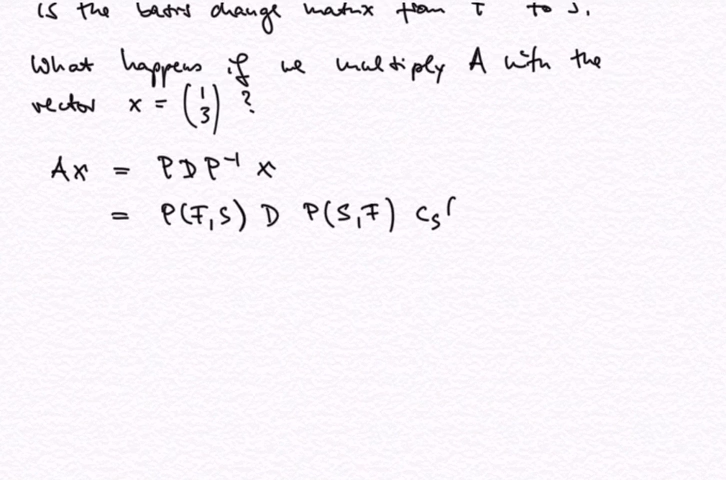 is the basis change matrix from F to S.
What happens if we multiply A with the
vector x = (1 3) ?
Ax = PDP⁻¹ x
= P(F,S) D P(S,F) c_S(